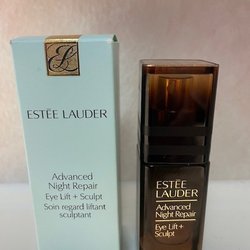 ESTĒE LAUDER
Advanced
Night Repair
Eye Lift + Sculpt
Soin regard liftant
sculptant
ESTĒE
LAUDER
Advanced
Night Repair
Eye Lift +
Sculpt